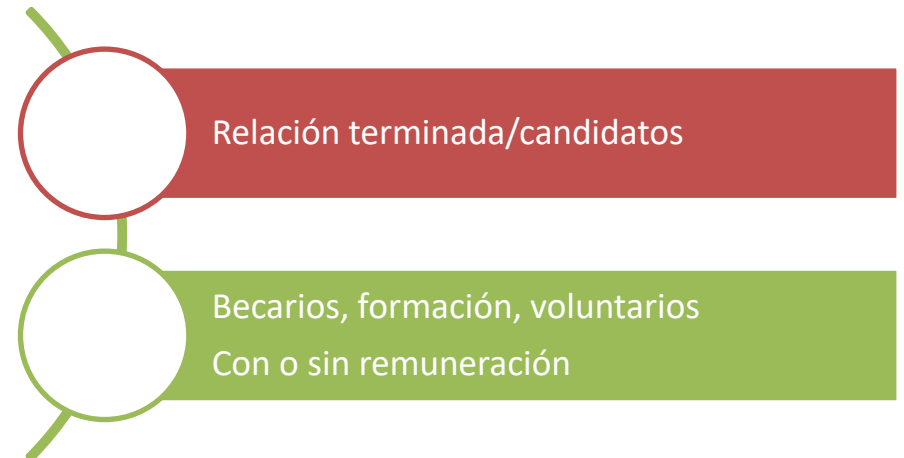 Relación terminada/candidatos
Becarios, formación, voluntarios
Con o sin remuneración